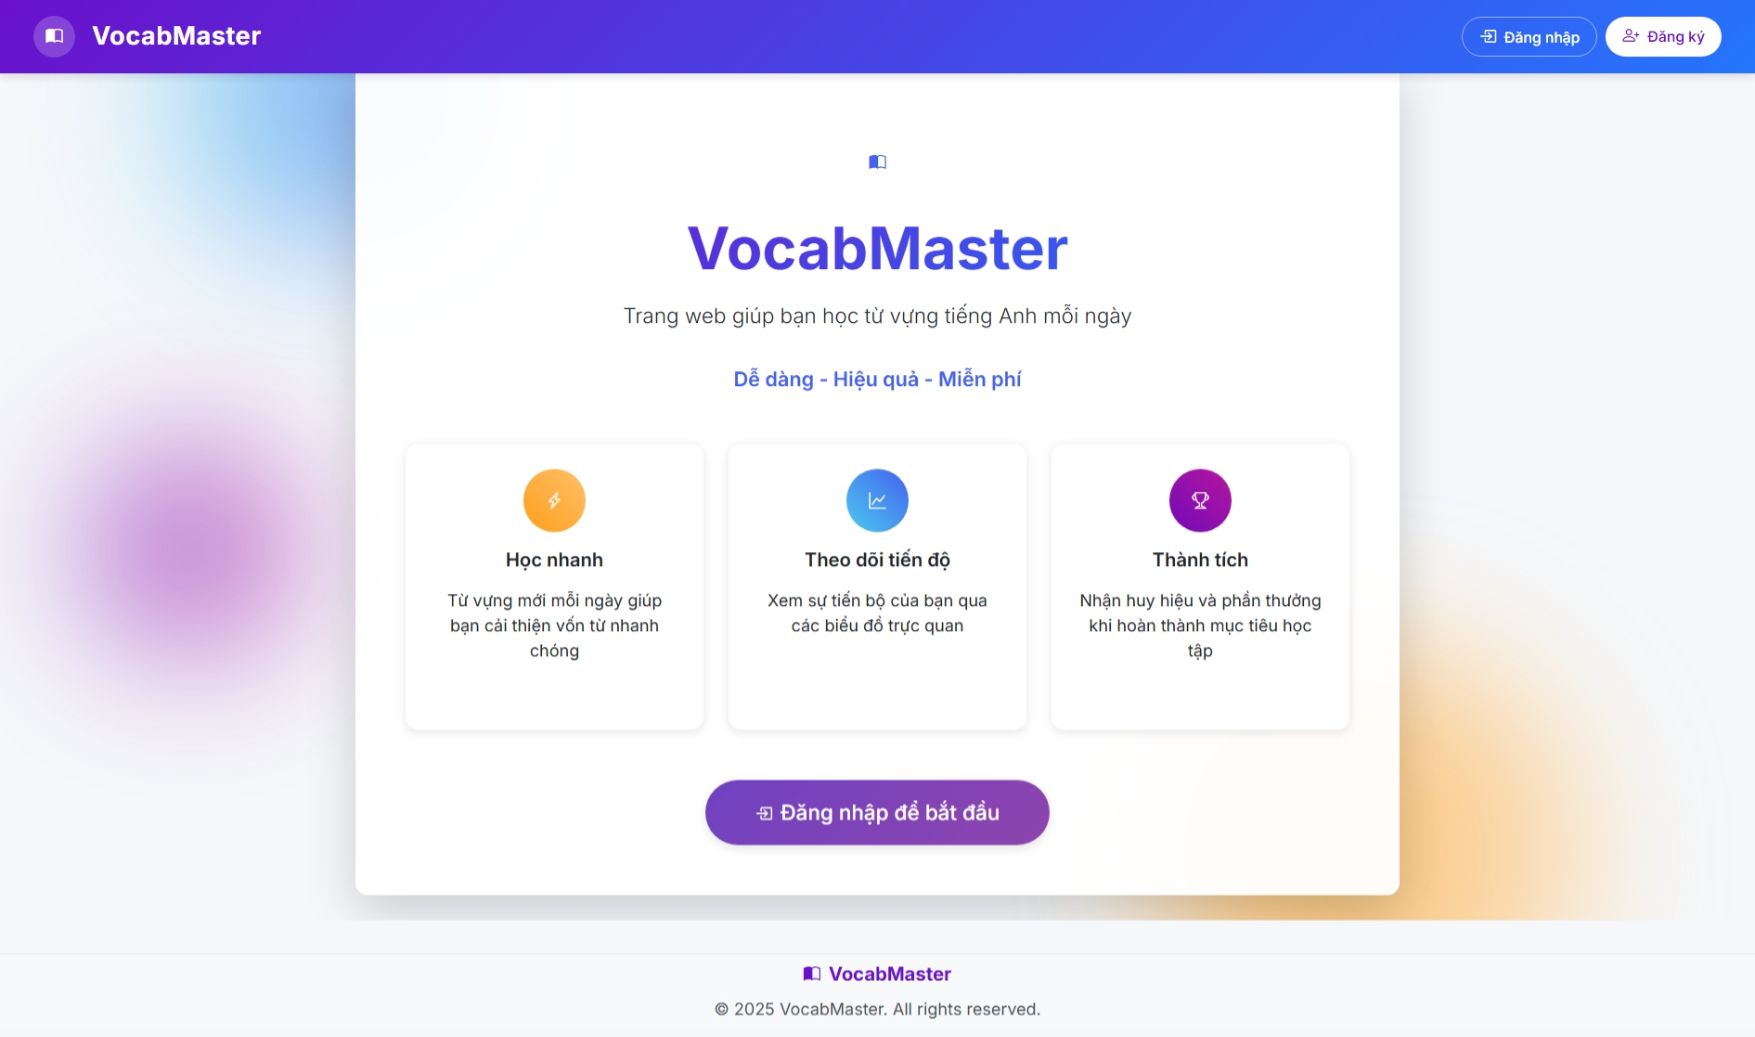 VocabMaster
Đăng nhập
Đăng ký
VocabMaster
Trang web giúp bạn học từ vựng tiếng Anh mỗi ngày
Dễ dàng - Hiệu quả - Miễn phí
Học nhanh
Từ vựng mới mỗi ngày giúp
bạn cải thiện vốn từ nhanh
chóng
Theo dõi tiến độ
Xem sự tiến bộ của bạn qua
các biểu đồ trực quan
Thành tích
Nhận huy hiệu và phần thưởng
khi hoàn thành mục tiêu học
tập
Đăng nhập để bắt đầu
VocabMaster
© 2025 VocabMaster. All rights reserved.